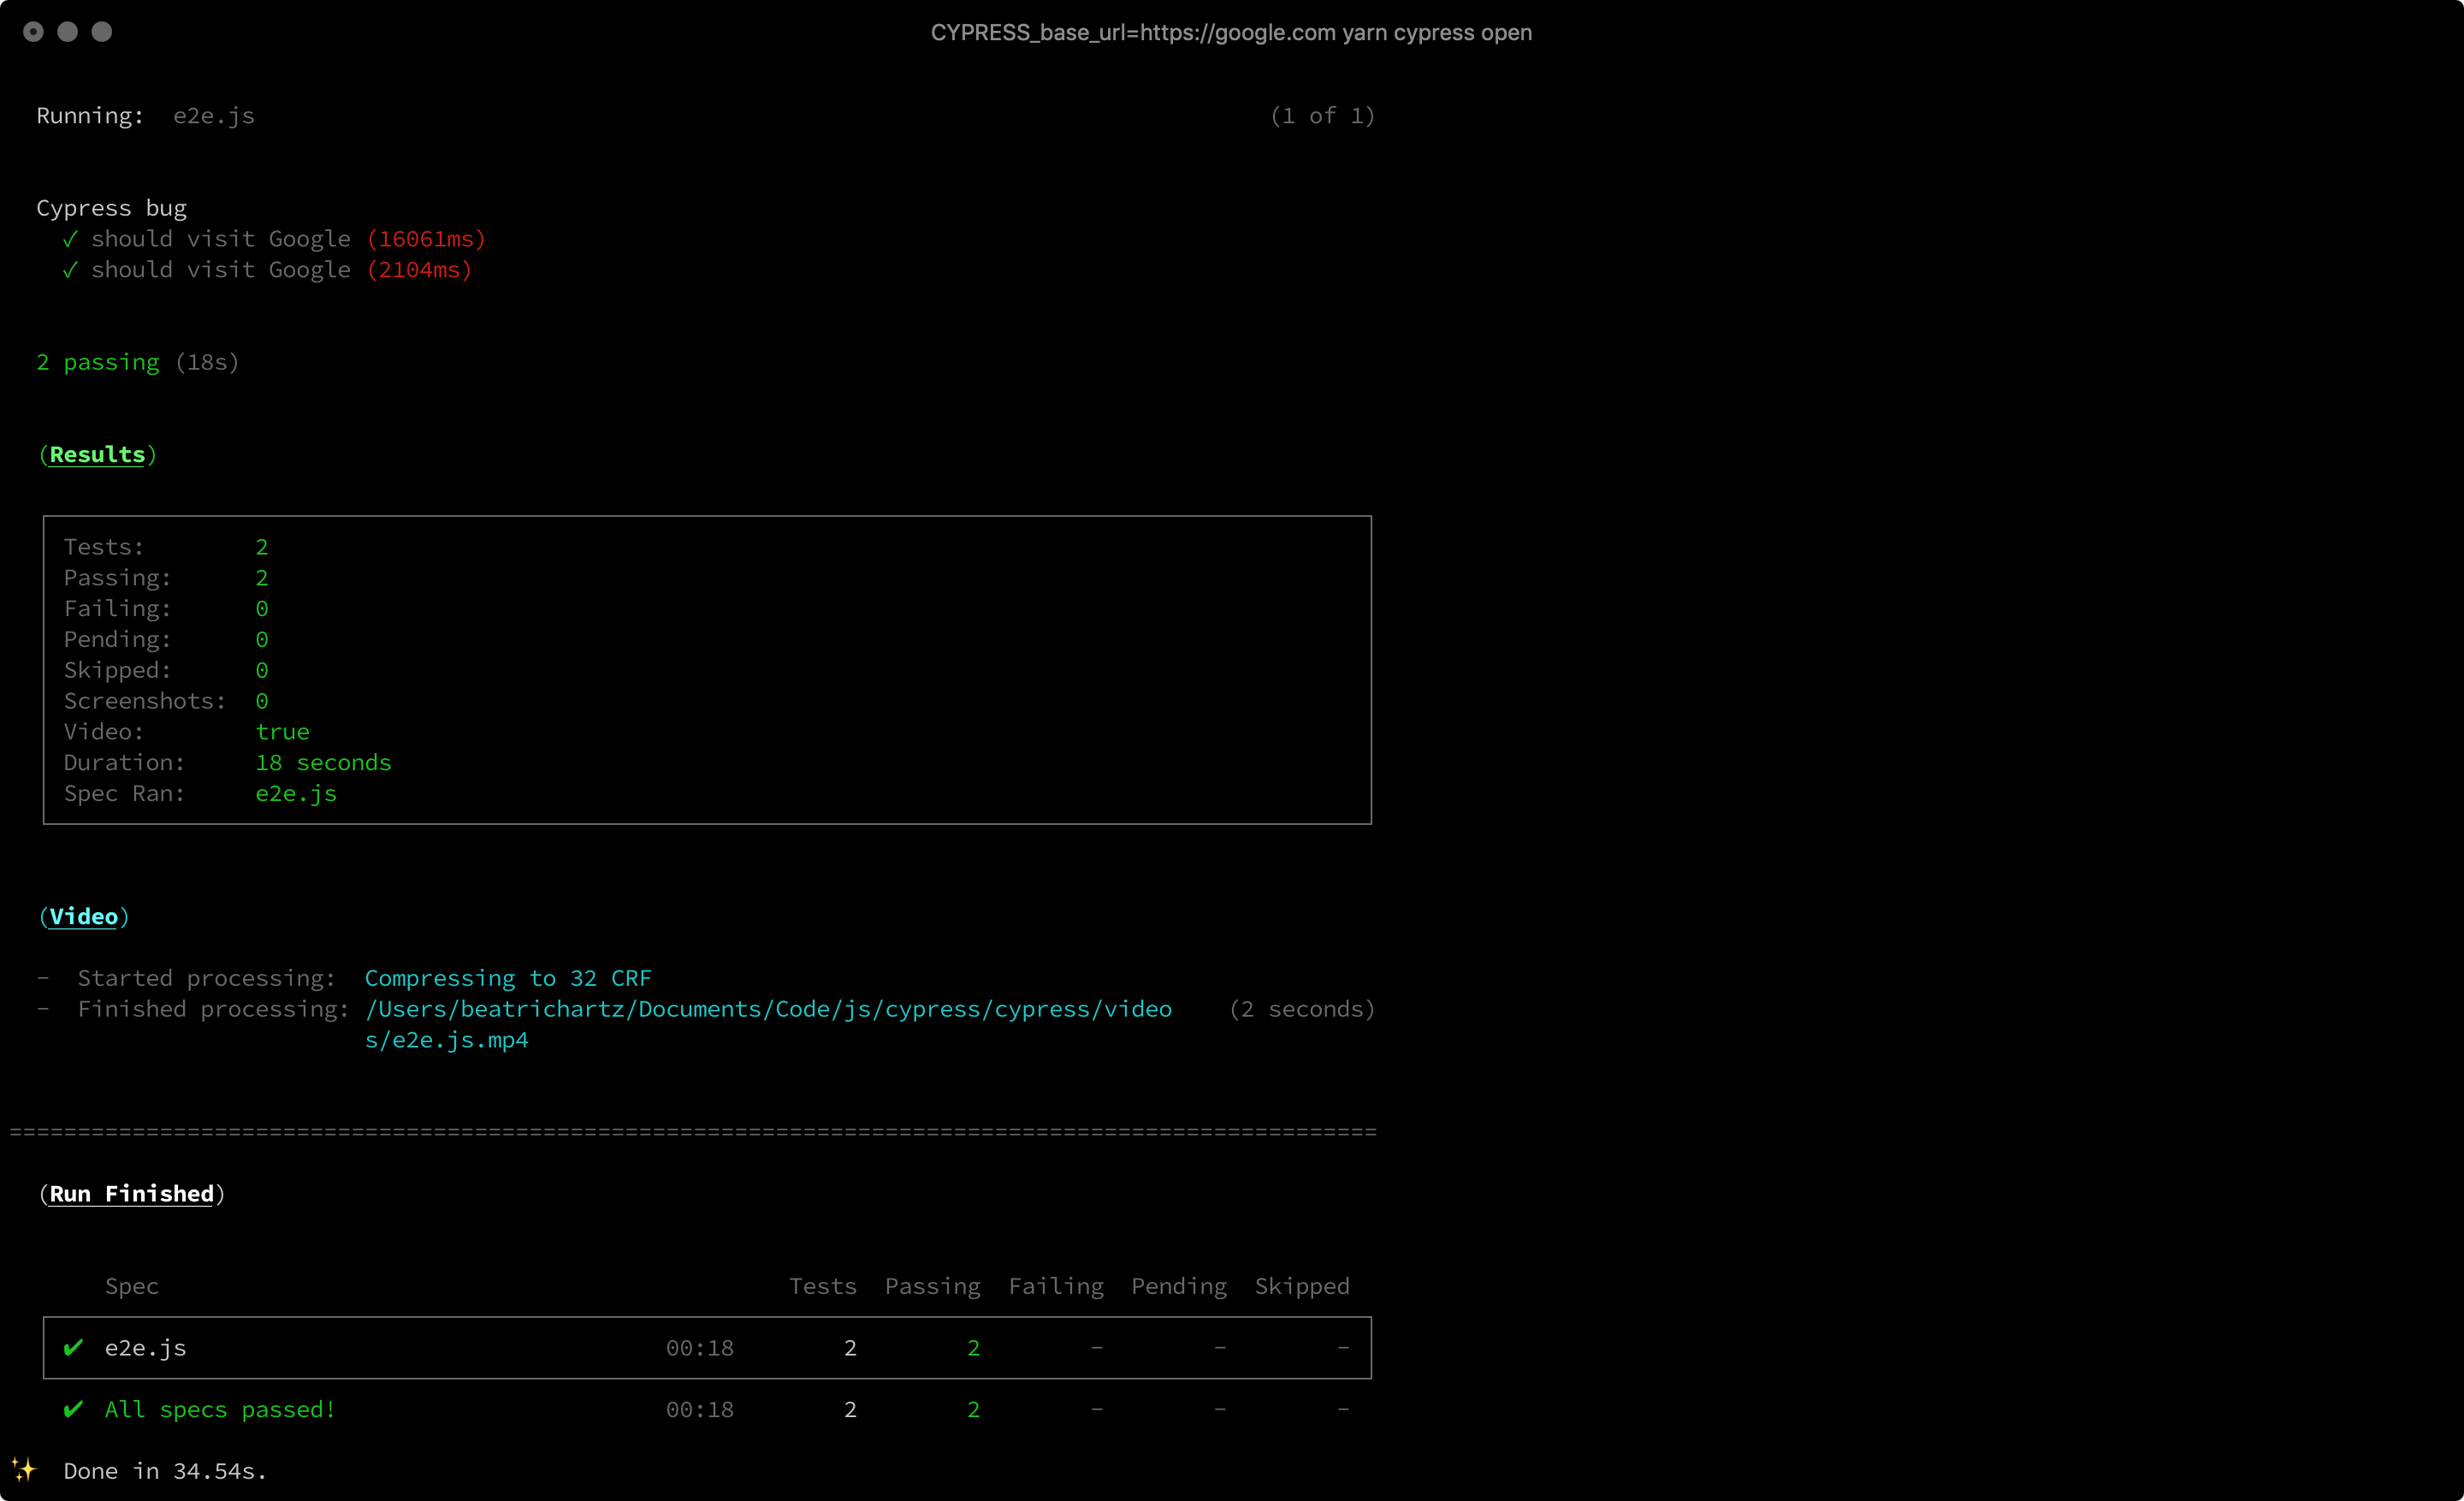 CYPRESS_base_url=https://google.com yarn cypress open
Running: e2e.js (1 of 1)
Cypress bug
✓ should visit Google (16061ms)
✓ should visit Google (2104ms)
2 passing (18s)
(Results)
Tests: 2
Passing: 2
Failing: 0
Pending: 0
Skipped: 0
Screenshots: 0
Video: true
Duration: 18 seconds
Spec Ran: e2e.js
(Video)
- Started processing: Compressing to 32 CRF
- Finished processing: /Users/beatrichartz/Documents/Code/js/cypress/cypress/video (2 seconds)
s/e2e.js.mp4
====================================================================================================
(Run Finished)
Spec Tests Passing Failing Pending Skipped
✔ e2e.js 00:18 2 2 - - -
✔ All specs passed! 00:18 2 2 - - -
✨ Done in 34.54s.